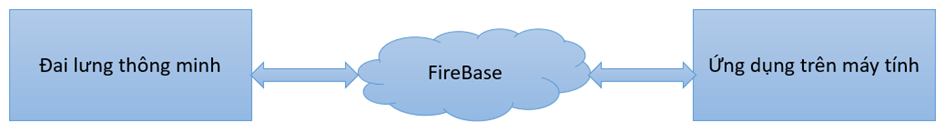 Đai lưng thông minh
FireBase
Ứng dụng trên máy tính